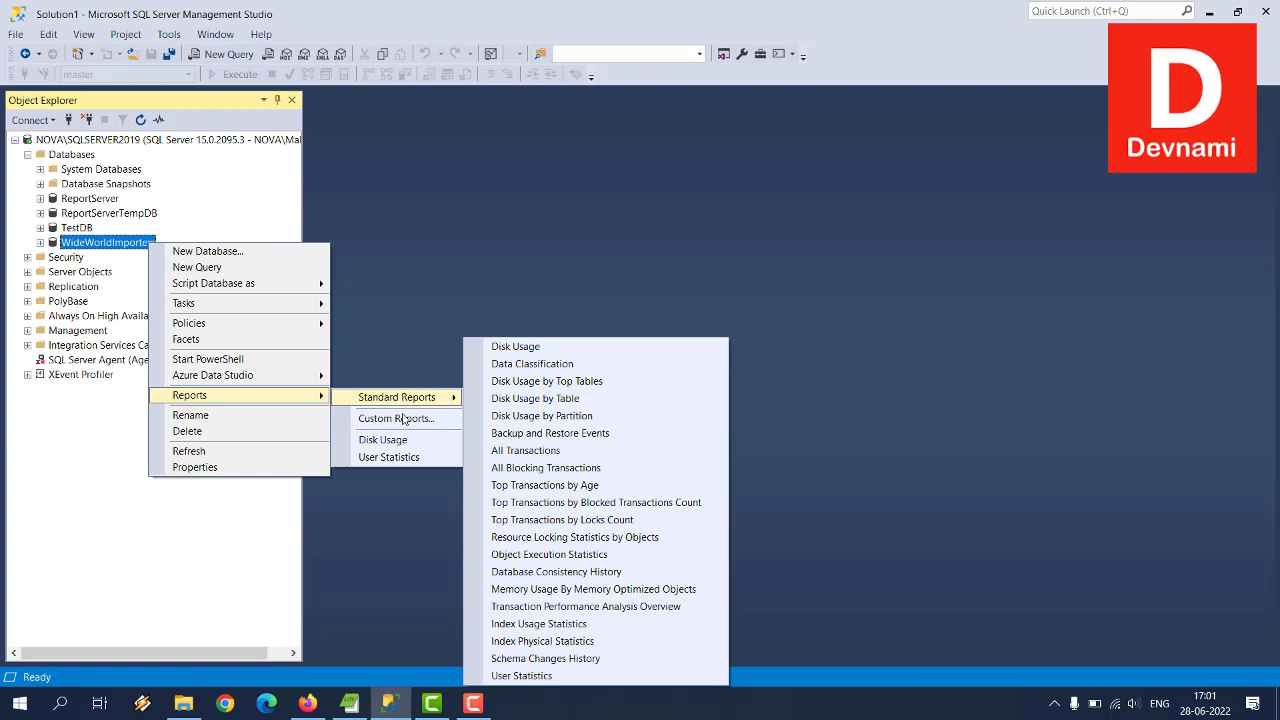 Solution1 - Microsoft SQL Server Management Studio
Quick Launch (Ctrl+Q)
File Edit View Project Tools Window Help
New Query
master Execute
D
Devnami
Object Explorer
Connect
NOVA\SQLSERVER2019 (SQL Server 15.0.2095.3 - NOVA\Mal
Databases
System Databases
Database Snapshots
ReportServer
ReportServerTempDB
TestDB
WideWorldImporte
Security
Server Objects
Replication
PolyBase
Always On High Availa
Management
Integration Services Ca
SQL Server Agent (Age
XEvent Profiler
New Database...
New Query
Script Database as
Tasks
Policies
Facets
Start PowerShell
Azure Data Studio
Reports
Rename
Delete
Refresh
Properties
Standard Reports
Custom Reports...
Disk Usage
User Statistics
Disk Usage
Data Classification
Disk Usage by Top Tables
Disk Usage by Table
Disk Usage by Partition
Backup and Restore Events
All Transactions
All Blocking Transactions
Top Transactions by Age
Top Transactions by Blocked Transactions Count
Top Transactions by Locks Count
Resource Locking Statistics by Objects
Object Execution Statistics
Database Consistency History
Memory Usage By Memory Optimized Objects
Transaction Performance Analysis Overview
Index Usage Statistics
Index Physical Statistics
Schema Changes History
User Statistics
Ready
ENG
17:01
28-06-2022